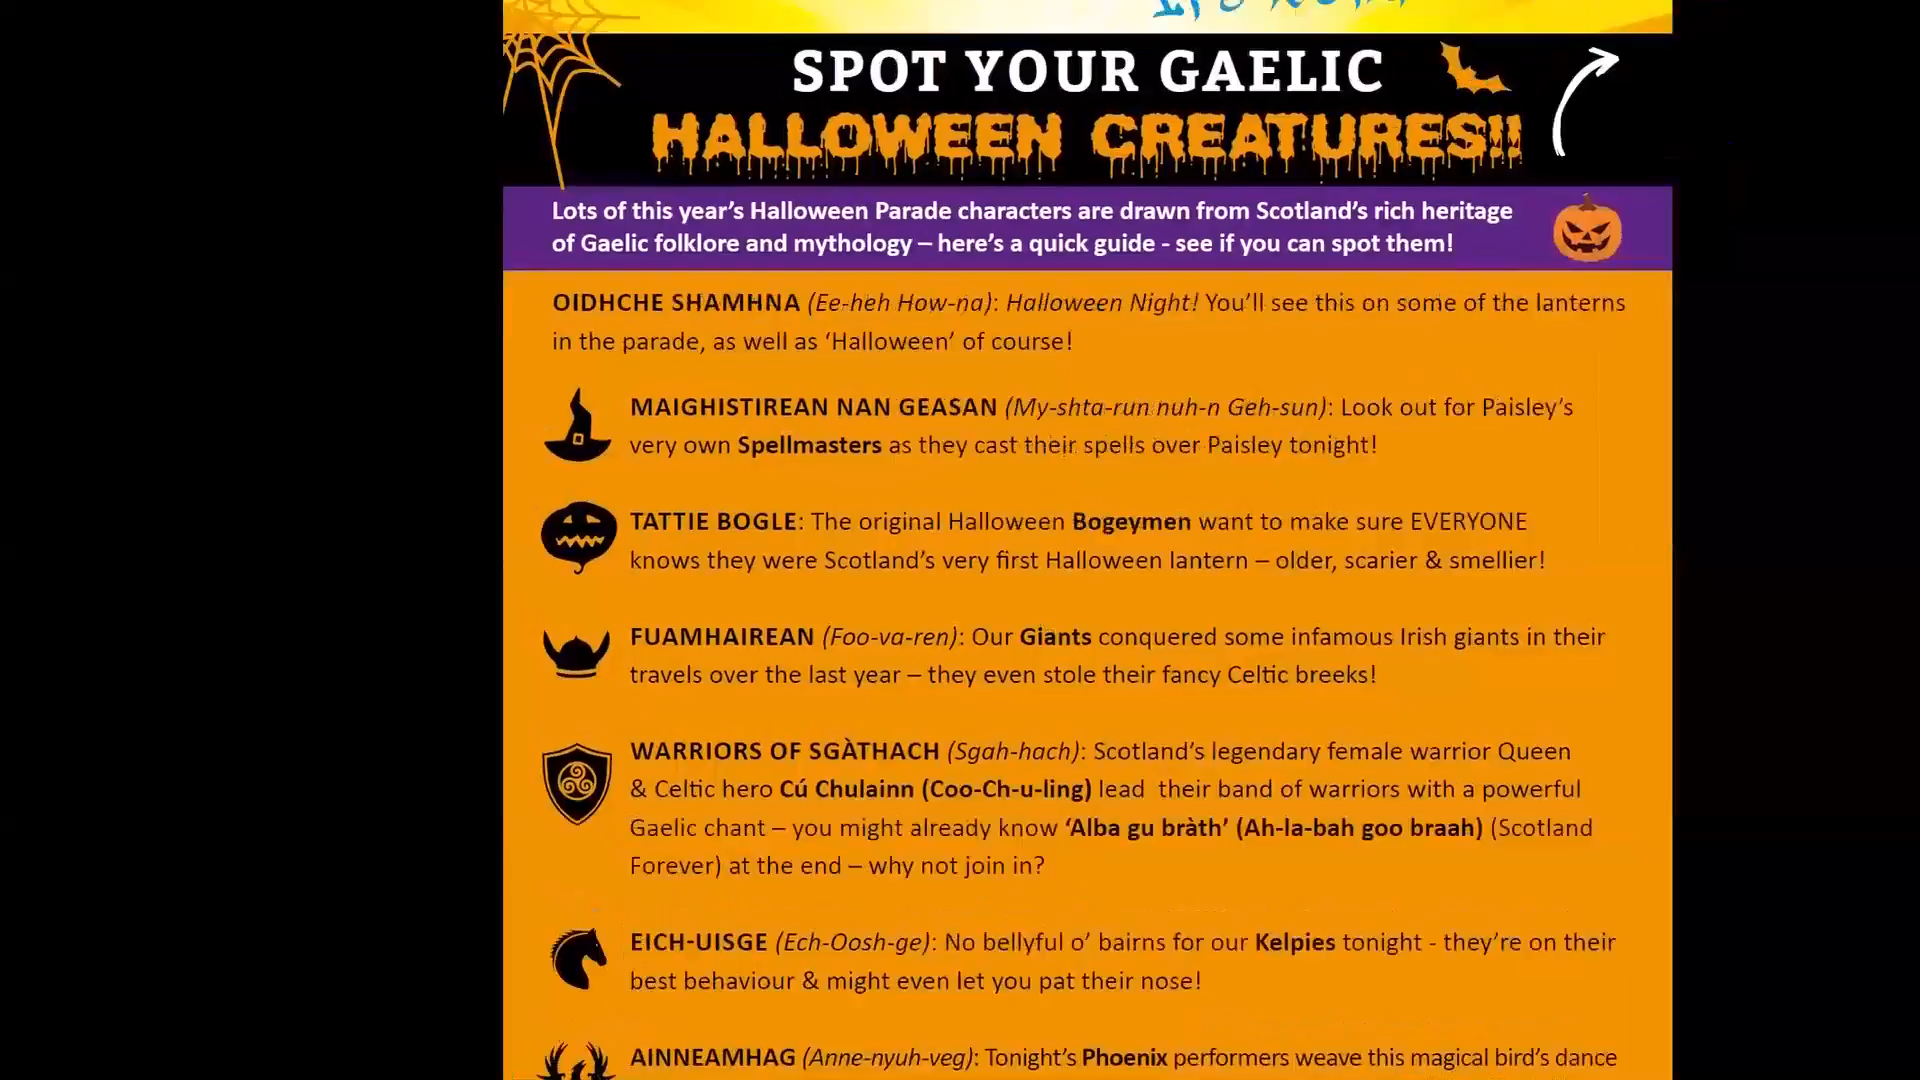 SPOT YOUR GAELIC
HALLOWEEN CREATURES!!
Lots of this year's Halloween Parade characters are drawn from Scotland's rich heritage
of Gaelic folklore and mythology – here's a quick guide - see if you can spot them!
OIDHCHE SHAMHNA (Ee-heh How-na): Halloween Night! You'll see this on some of the lanterns
in the parade, as well as 'Halloween' of course!
MAIGHISTIREAN NAN GEASAN (My-shta-run nuh-n Geh-sun): Look out for Paisley's
very own Spellmasters as they cast their spells over Paisley tonight!
TATTIE BOGLE: The original Halloween Bogeymen want to make sure EVERYONE
knows they were Scotland's very first Halloween lantern – older, scarier & smellier!
FUAMHAIREAN (Foo-va-ren): Our Giants conquered some infamous Irish giants in their
travels over the last year – they even stole their fancy Celtic breeks!
WARRIORS OF SGÀTHACH (Sgah-hach): Scotland's legendary female warrior Queen
& Celtic hero Cú Chulainn (Coo-Ch-u-ling) lead their band of warriors with a powerful
Gaelic chant – you might already know 'Alba gu bràth' (Ah-la-bah goo braah) (Scotland
Forever) at the end – why not join in?
EICH-UISGE (Ech-Oosh-ge): No bellyful o' bairns for our Kelpies tonight - they're on their
best behaviour & might even let you pat their nose!
AINNEAMHAG (Anne-nyuh-veg): Tonight's Phoenix performers weave this magical bird's dance